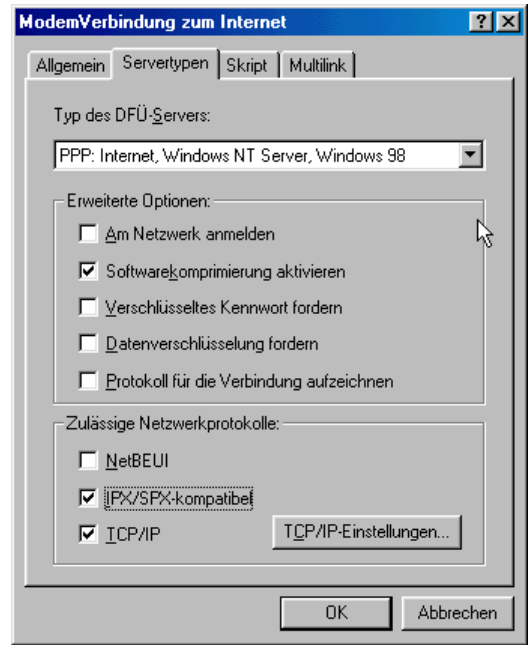 ModemVerbindung zum Internet
Allgemein Servertypen Skript Multilink
Typ des DFÜ-Servers:
PPP: Internet, Windows NT Server, Windows 98
Erweiterte Optionen:
Am Netzwerk anmelden
Softwarekomprimierung aktivieren
Verschlüsseltes Kennwort fordern
Datenverschlüsselung fordern
Protokoll für die Verbindung aufzeichnen
Zulässige Netzwerkprotokolle:
NetBEUI
IPX/SPX-kompatibel
TCP/IP TCP/IP-Einstellungen...
OK Abbrechen